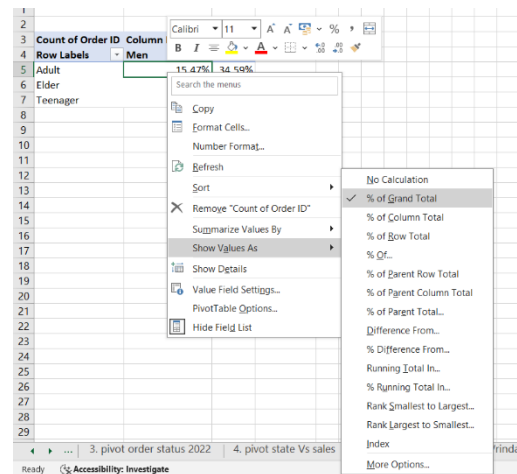 Calibri 11 A A % ,
B I A
2
3 Count of Order ID Column
4 Row Labels Men
5 Adult 15.47% 34.59%
6 Elder
7 Teenager
8
9
10
11
12
13
14
15
16
17
18
19
20
21
22
23
24
25
26
27
28
29
Search the menus
Copy
Format Cells...
Number Format...
Refresh
Sort
Remove "Count of Order ID"
Summarize Values By
Show Values As
Show Details
Value Field Settings...
PivotTable Options...
Hide Field List
No Calculation
% of Grand Total
% of Column Total
% of Row Total
% Of...
% of Parent Row Total
% of Parent Column Total
% of Parent Total...
Difference From...
% Difference From...
Running Total In...
% Running Total In...
Rank Smallest to Largest...
Rank Largest to Smallest...
Index
More Options...
... 3. pivot order status 2022 4. pivot state Vs sales
Ready Accessibility: Investigate